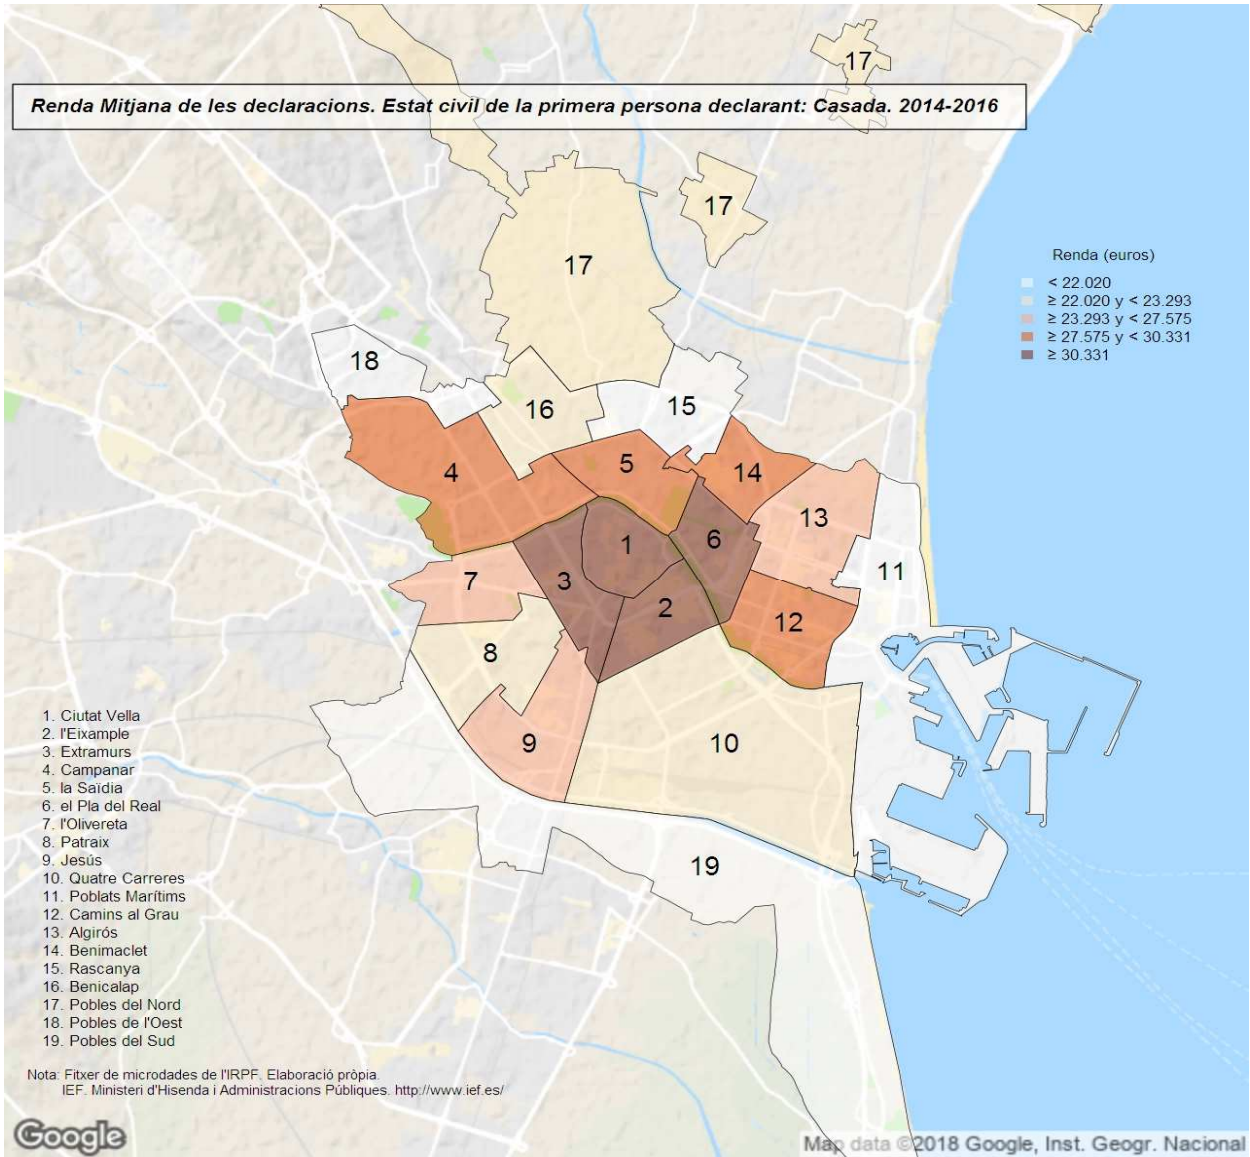 17
Renda Mitjana de les declaracions. Estat civil de la primera persona declarant: Casada. 2014-2016
17
17
Renda (euros)
< 22.020
≥ 22.020 y < 23.293
≥ 23.293 y < 27.575
≥ 27.575 y < 30.331
≥ 30.331
18
16
15
4
5
14
13
6
1
3
7
11
2
12
8
9
10
19
1. Ciutat Vella
2. l'Eixample
3. Extramurs
4. Campanar
5. la Saïdia
6. el Pla del Real
7. l'Olivereta
8. Patraix
9. Jesús
10. Quatre Carreres
11. Poblats Marítims
12. Camins al Grau
13. Algirós
14. Benimaclet
15. Rascanya
16. Benicalap
17. Pobles del Nord
18. Pobles de l'Oest
19. Pobles del Sud
Nota: Fitxer de microdades de l'IRPF. Elaboració pròpia.
IEF. Ministeri d'Hisenda i Administracions Públiques. http://www.ief.es/
Google
Map data ©2018 Google, Inst. Geogr. Nacional